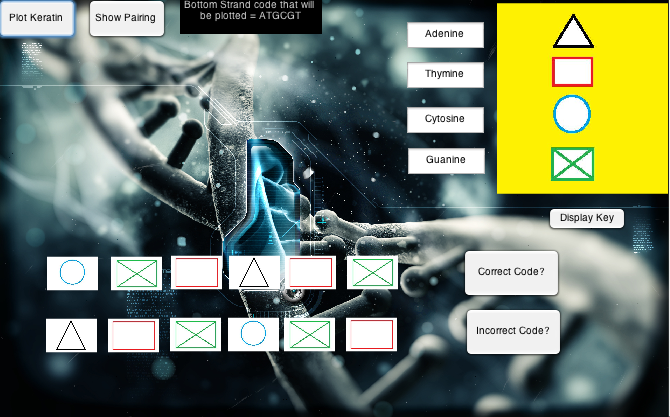 Plot Keratin
Show Pairing
Bottom Strand code that will
be plotted = ATGCGT
Adenine
Thymine
Cytosine
Guanine
Display Key
Correct Code?
Incorrect Code?